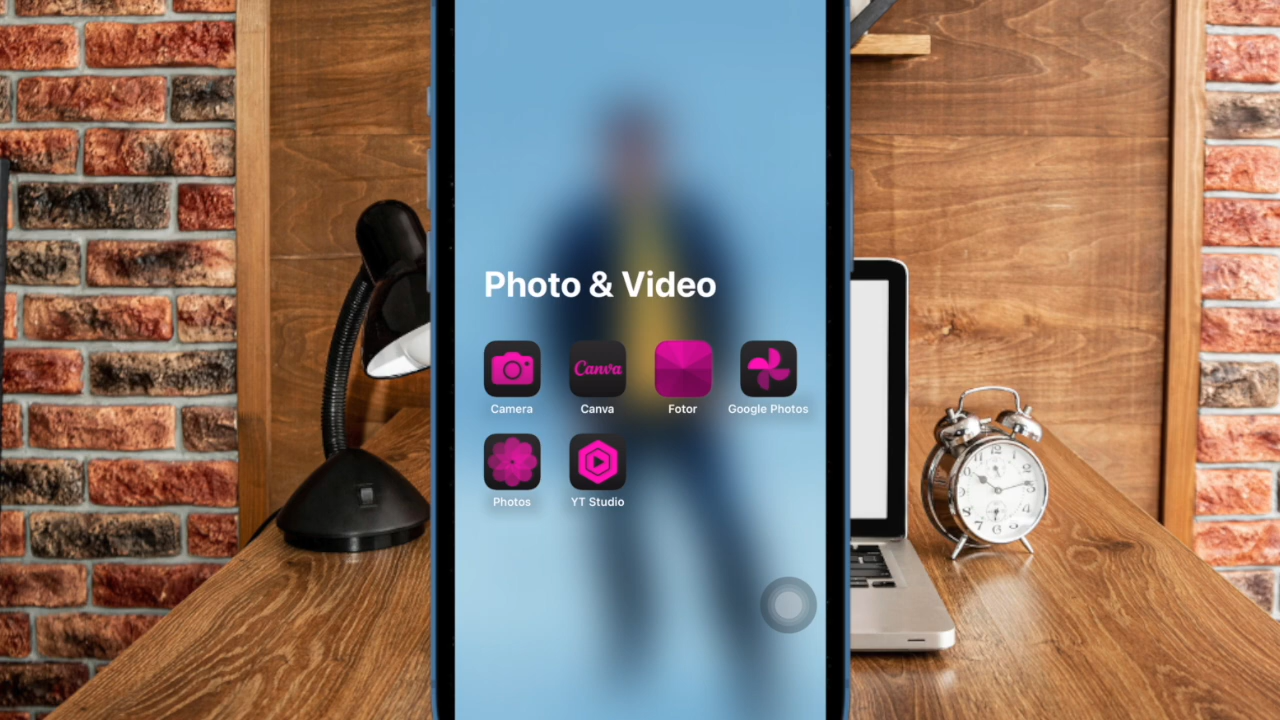 Photo & Video
Canva
Camera
Canva
Fotor
Google Photos
Photos
YT Studio